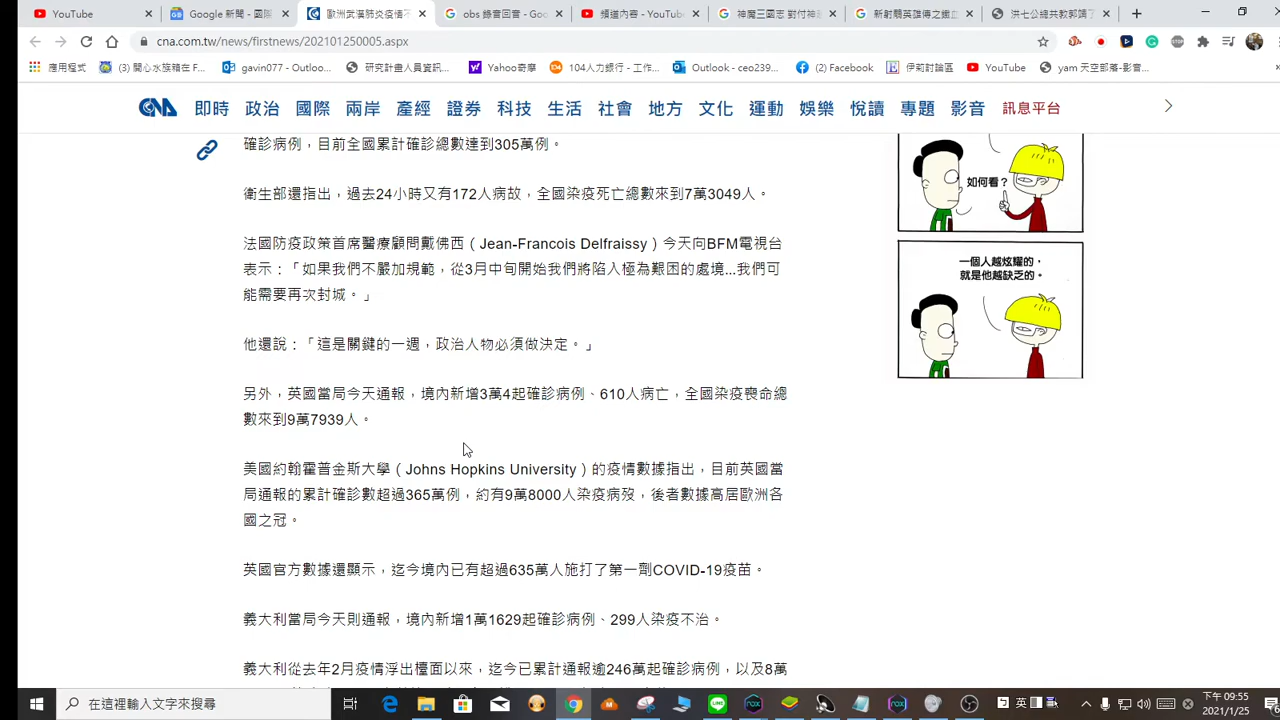 YouTube
Google 新聞 - 國際
歐洲武漢肺炎疫情不
obs 錄音回音 - Goo
頻道內容 - YouTube
神魔三國志 對付神速
新射鵰英雄傳之鐵血
洪七公總共教郭靖了
cna.com.tw/news/firstnews/202101250005.aspx
應用程式
(3) 開心水族箱在 F...
gavin077 - Outloo...
研究計畫人員資訊...
Yahoo奇摩
104人力銀行 - 工作...
Outlook - ceo239...
(2) Facebook
伊莉討論區
YouTube
yam 天空部落-影音...
CNA 即時 政治 國際 兩岸 產經 證券 科技 生活 社會 地方 文化 運動 娛樂 悅讀 專題 影音 訊息平台
確診病例，目前全國累計確診總數達到305萬例。
衛生部還指出，過去24小時又有172人病故，全國染疫死亡總數來到7萬3049人。
法國防疫政策首席醫療顧問戴佛西（Jean-Francois Delfraissy）今天向BFM電視台
表示：「如果我們不嚴加規範，從3月中旬開始我們將陷入極為艱困的處境...我們可
能需要再次封城。」
他還說：「這是關鍵的一週，政治人物必須做決定。」
另外，英國當局今天通報，境內新增3萬4起確診病例、610人病亡，全國染疫喪命總
數來到9萬7939人。
美國約翰霍普金斯大學（Johns Hopkins University）的疫情數據指出，目前英國當
局通報的累計確診數超過365萬例，約有9萬8000人染疫病歿，後者數據高居歐洲各
國之冠。
英國官方數據還顯示，迄今境內已有超過635萬人施打了第一劑COVID-19疫苗。
義大利當局今天則通報，境內新增1萬1629起確診病例、299人染疫不治。
義大利從去年2月疫情浮出檯面以來，迄今已累計通報逾246萬起確診病例，以及8萬
如何看？
一個人越炫耀的，
就是他越缺乏的。
在這裡輸入文字來搜尋
英
下午 09:55
2021/1/25